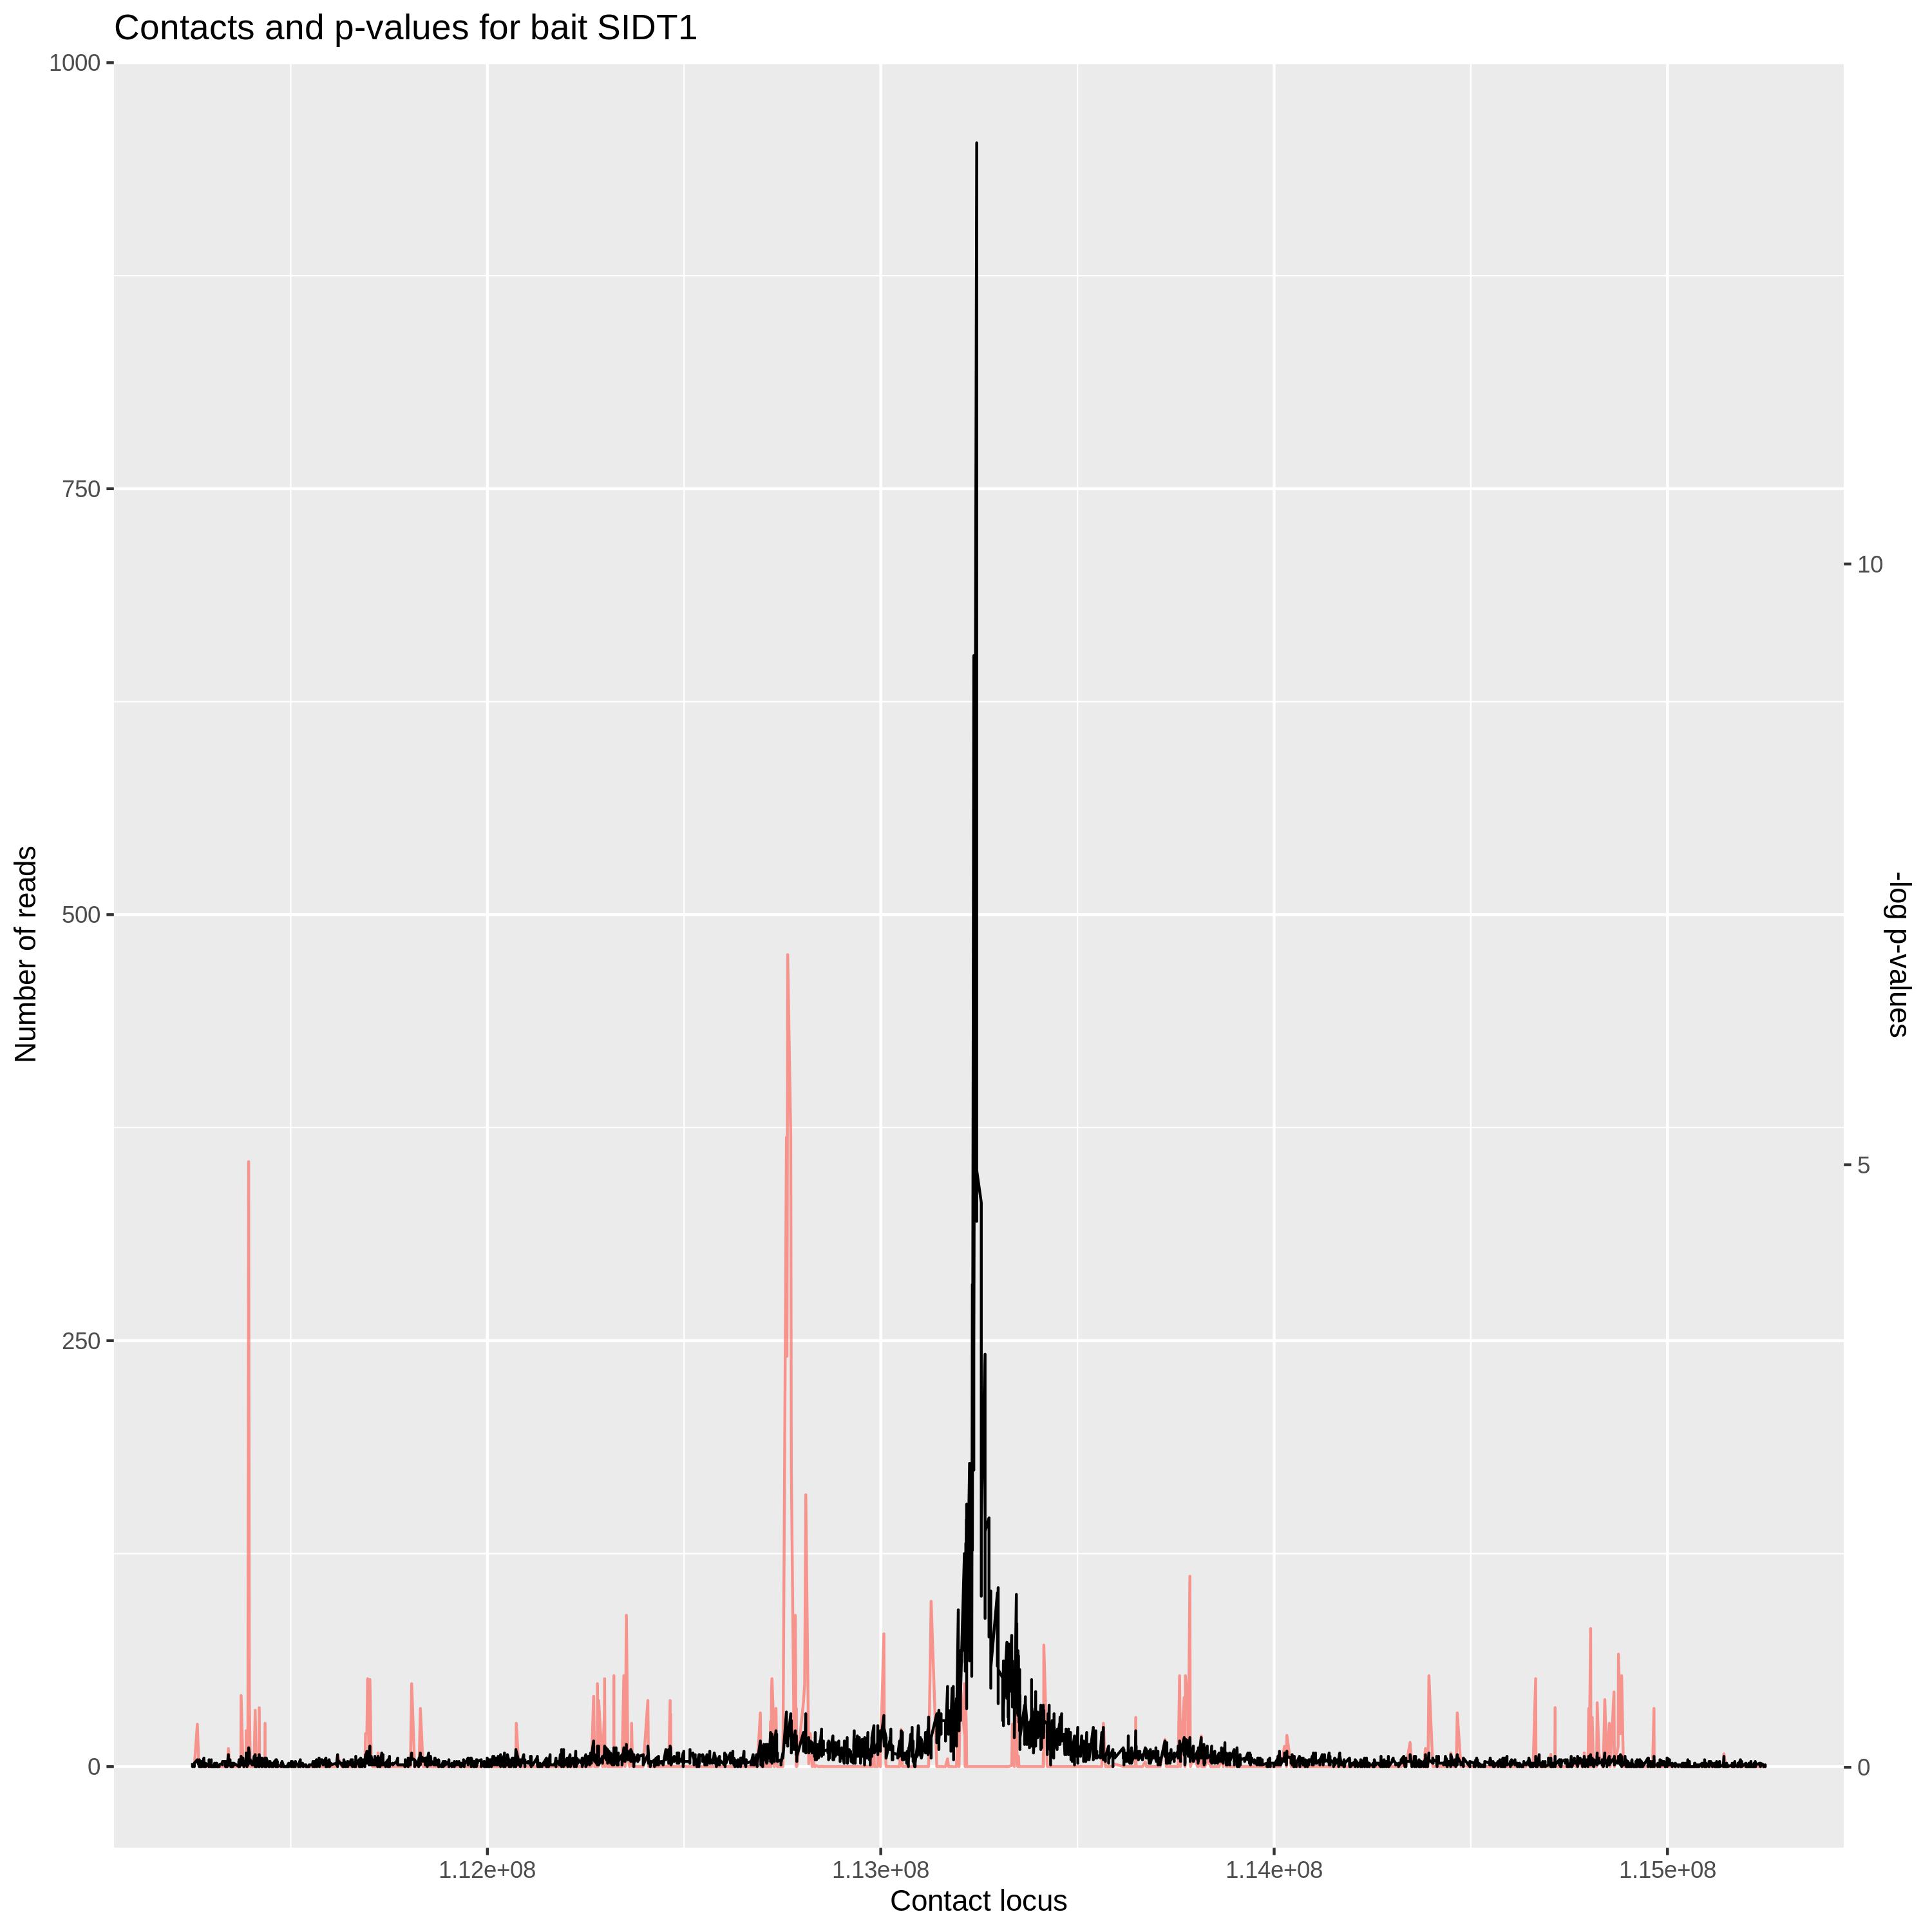 Contacts and p-values for bait SIDT1
1000
750
500
250
0
Number of reads
10
5
0
-log p-values
1.12e+08
1.13e+08
1.14e+08
1.15e+08
Contact locus